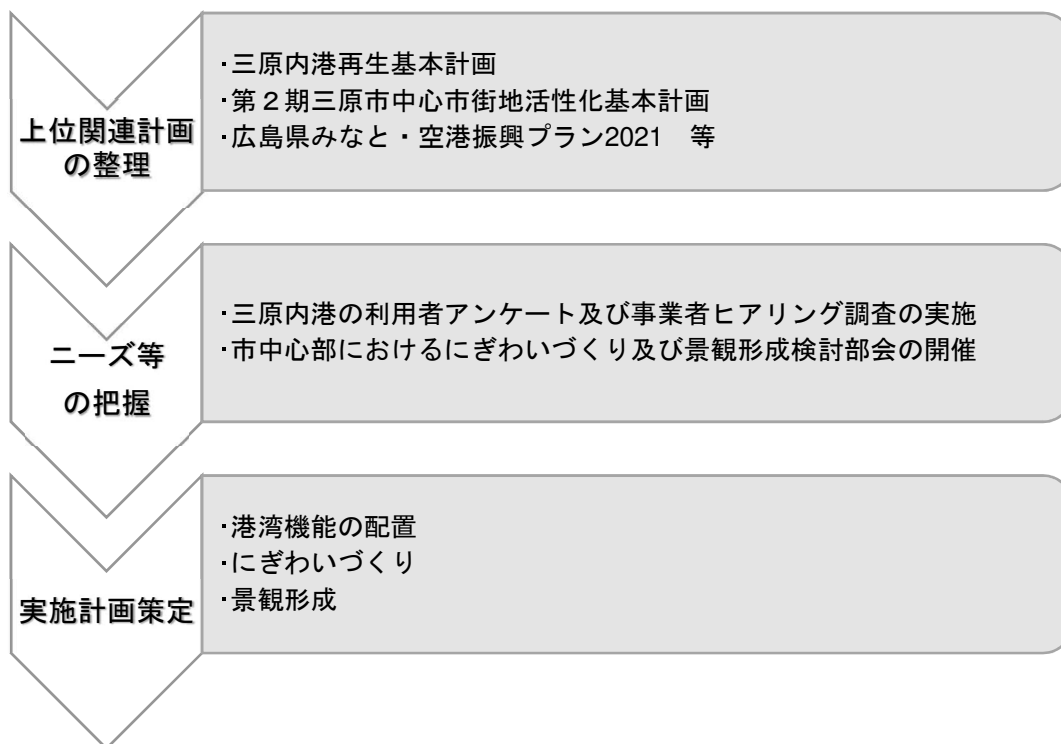 上位関連計画
の整理
・三原内港再生基本計画
・第２期三原市中心市街地活性化基本計画
・広島県みなと・空港振興プラン2021　等
ニーズ等
の把握
・三原内港の利用者アンケート及び事業者ヒアリング調査の実施
・市中心部におけるにぎわいづくり及び景観形成検討部会の開催
実施計画策定
・港湾機能の配置
・にぎわいづくり
・景観形成